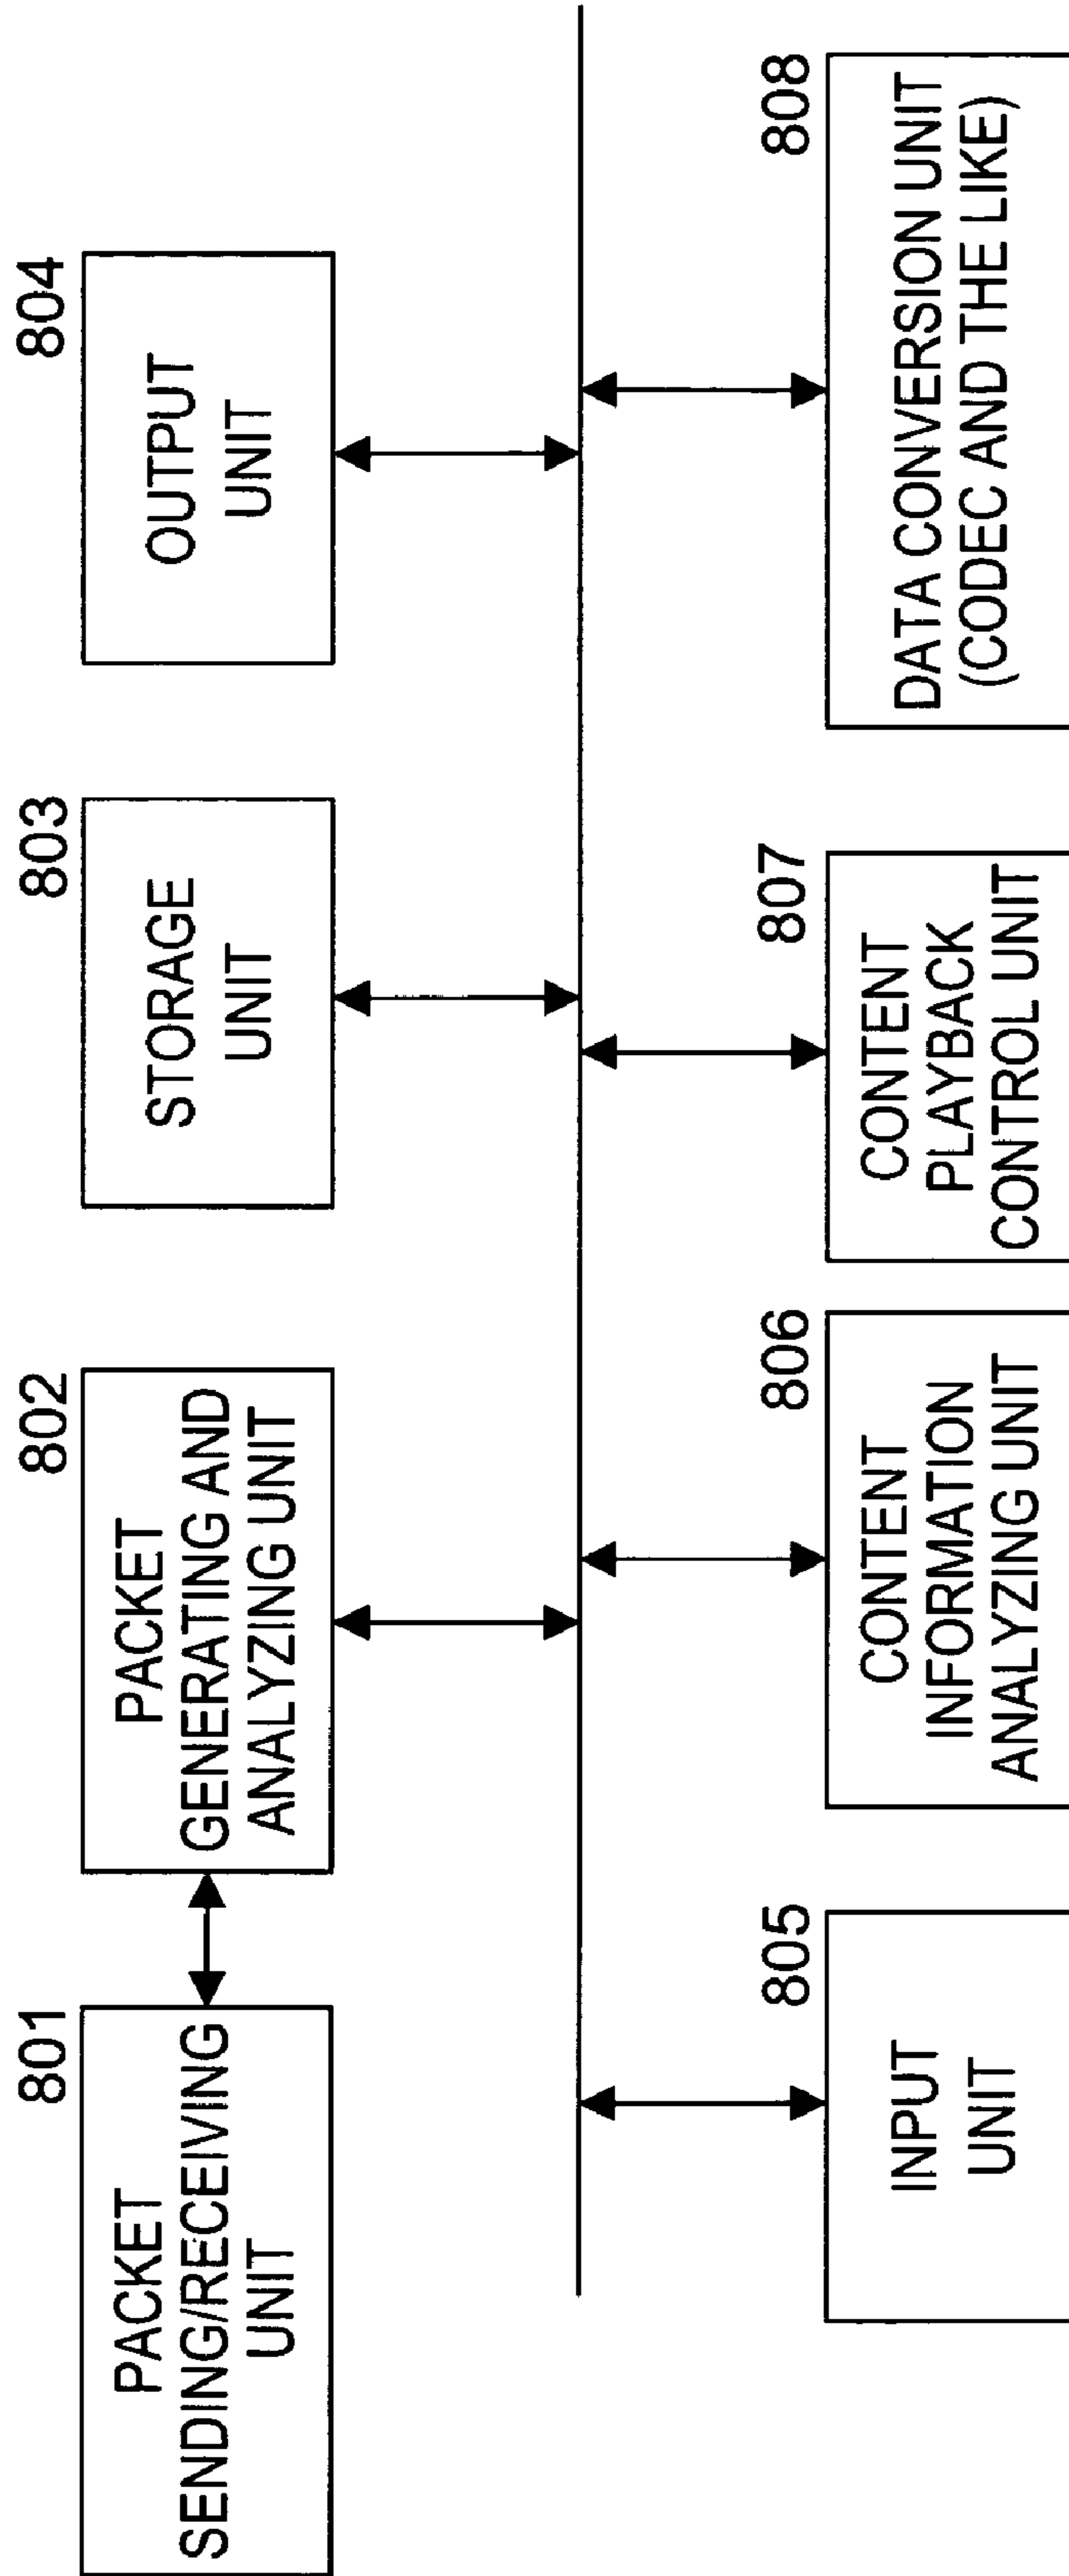 801
PACKET
SENDING/RECEIVING
UNIT
802
PACKET
GENERATING AND
ANALYZING UNIT
803
STORAGE
UNIT
804
OUTPUT
UNIT
805
INPUT
UNIT
806
CONTENT
INFORMATION
ANALYZING UNIT
807
CONTENT
PLAYBACK
CONTROL UNIT
808
DATA CONVERSION UNIT
(CODEC AND THE LIKE)